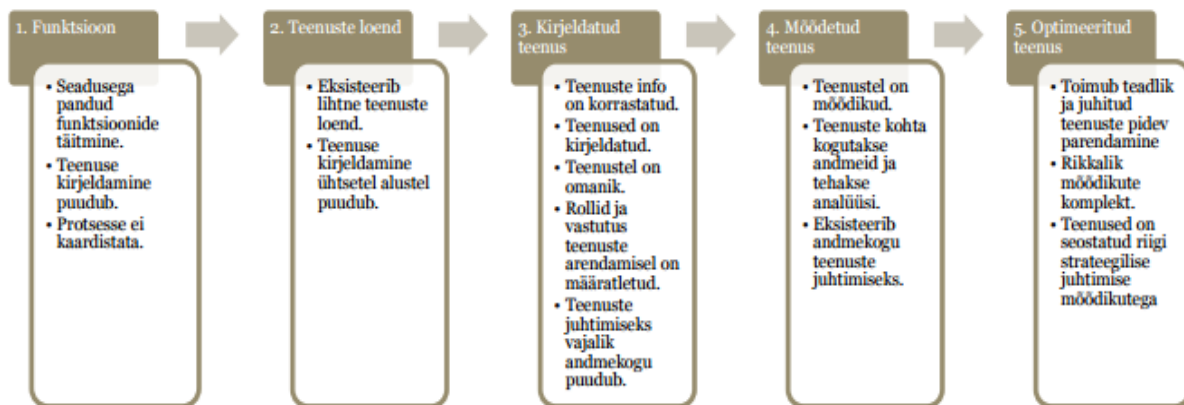 1. Funktsioon
• Seadusega
pandud
funktsioonide
täitmine.
• Teenuse
kirjeldamine
puudub.
• Protsesse ei
kaardistata.
2. Teenuste loend
• Eksisteerib
lihtne teenuste
loend.
• Teenuse
kirjeldamine
ühtsetel alustel
puudub.
3. Kirjeldatud
teenus
• Teenuste info
on korrastatud.
• Teenused on
kirjeldatud.
• Teenustel on
omanik.
• Rollid ja
vastutus
teenuste
arendamisel on
määratletud.
• Teenuste
juhtimiseks
vajalik
andmekogu
puudub.
4. Mõõdetud
teenus
• Teenustel on
mõõdikud.
• Teenuste kohta
kogutakse
andmeid ja
tehakse
analüüsi.
• Eksisteerib
andmekogu
teenuste
juhtimiseks.
5. Optimeeritud
teenus
• Toimub teadlik
ja juhitud
teenuste pidev
parendamine
• Rikkalik
mõõdikute
komplekt.
• Teenused on
seostatud riigi
strateegilise
juhtimise
mõõdikutega